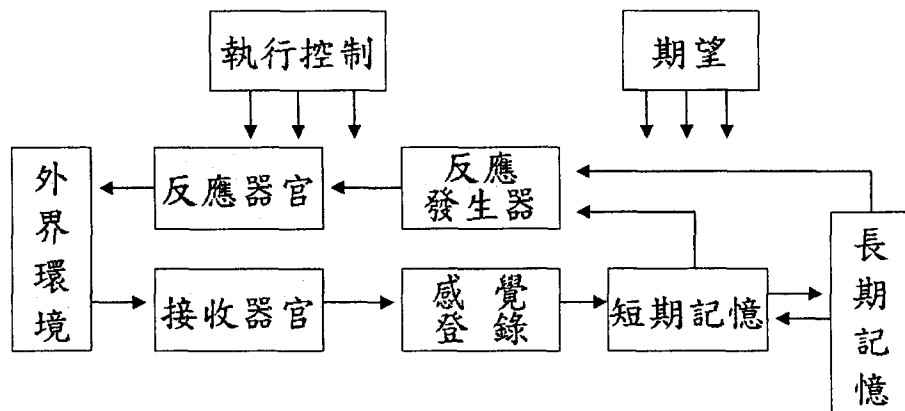 執行控制
期望
外界環境
反應器官
反應
發生器
長期記憶
接收器官
感覺
登錄
短期記憶